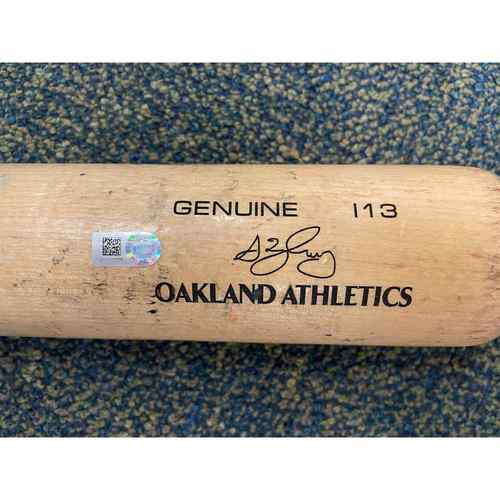 GENUINE I13
OAKLAND ATHLETICS